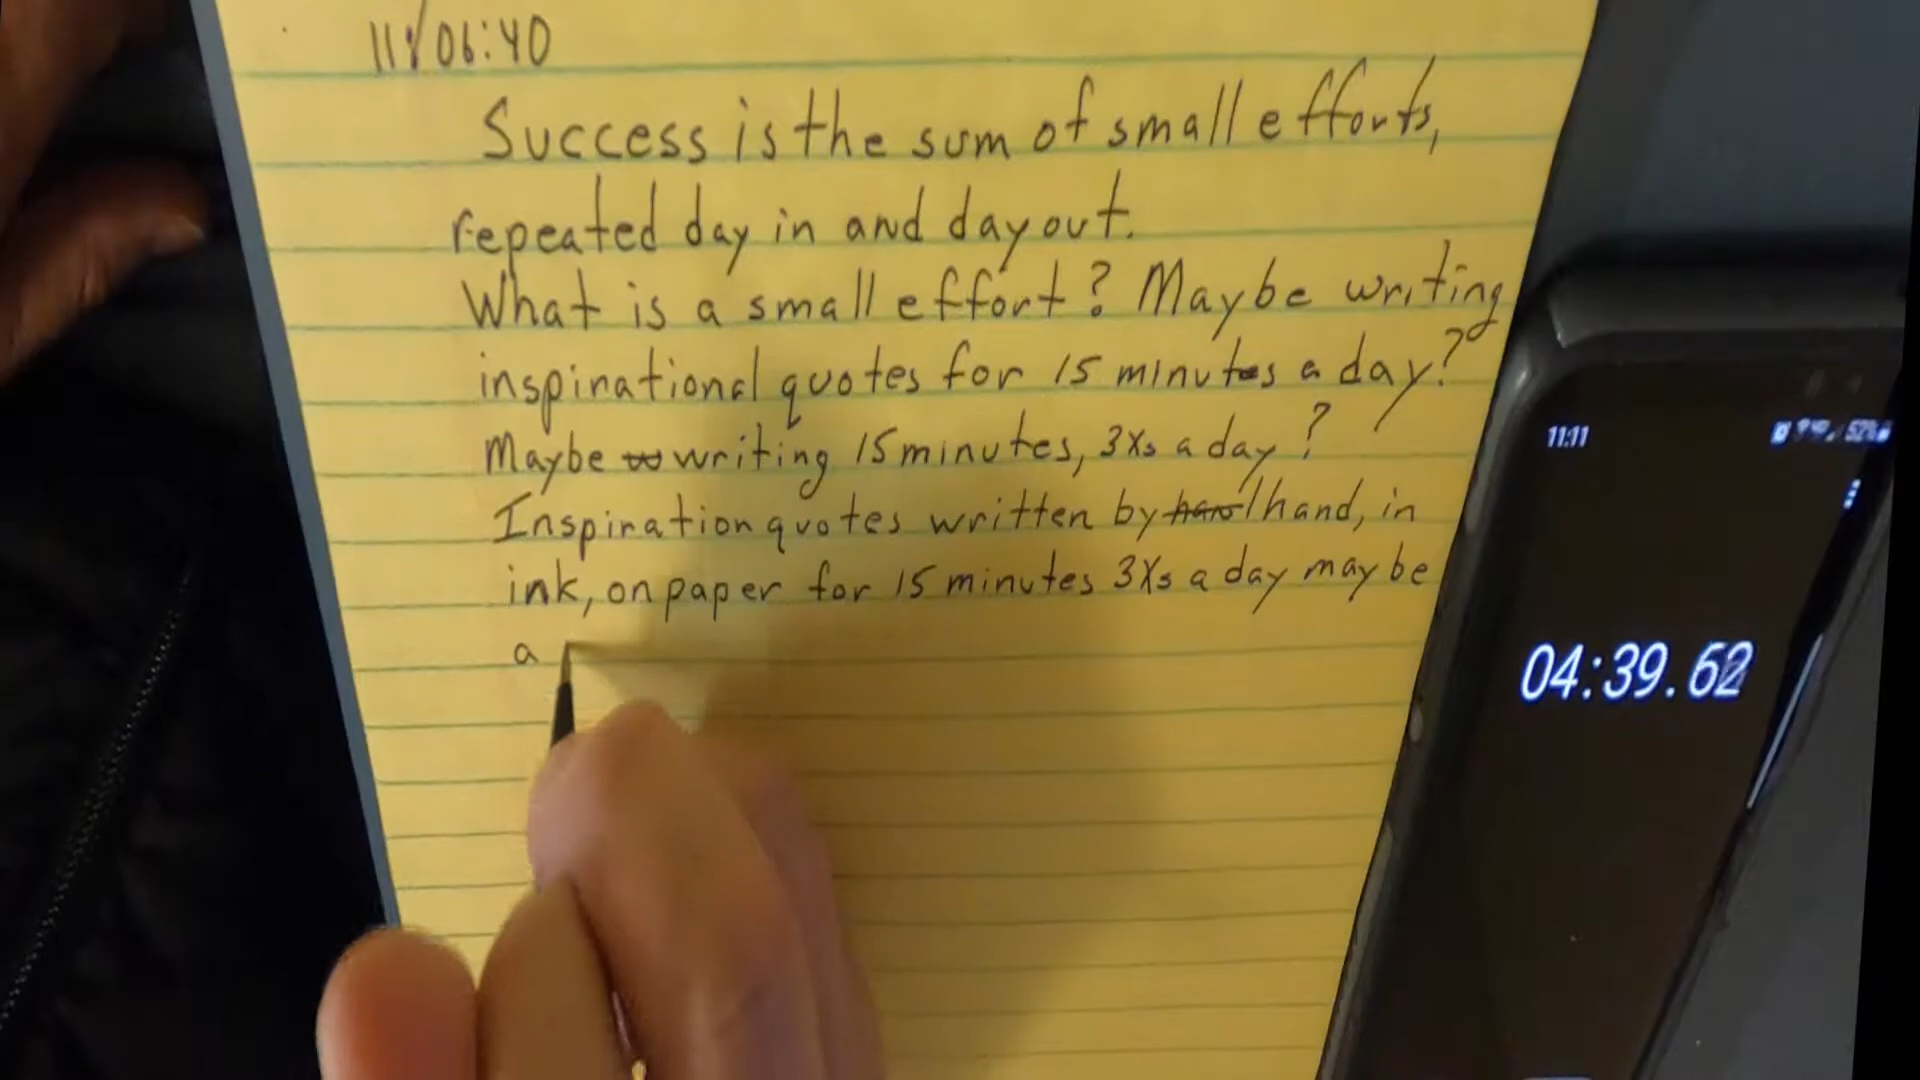 11/06:40
Success is the sum of small efforts,
repeated day in and day out.
What is a small effort? Maybe writing
inspirational quotes for 15 minutes a day?
Maybe w writing 15 minutes, 3Xs a day?
Inspiration quotes written by han hand, in
ink, on paper for 15 minutes 3Xs a day may be
a
11:11
52%
04:39.62